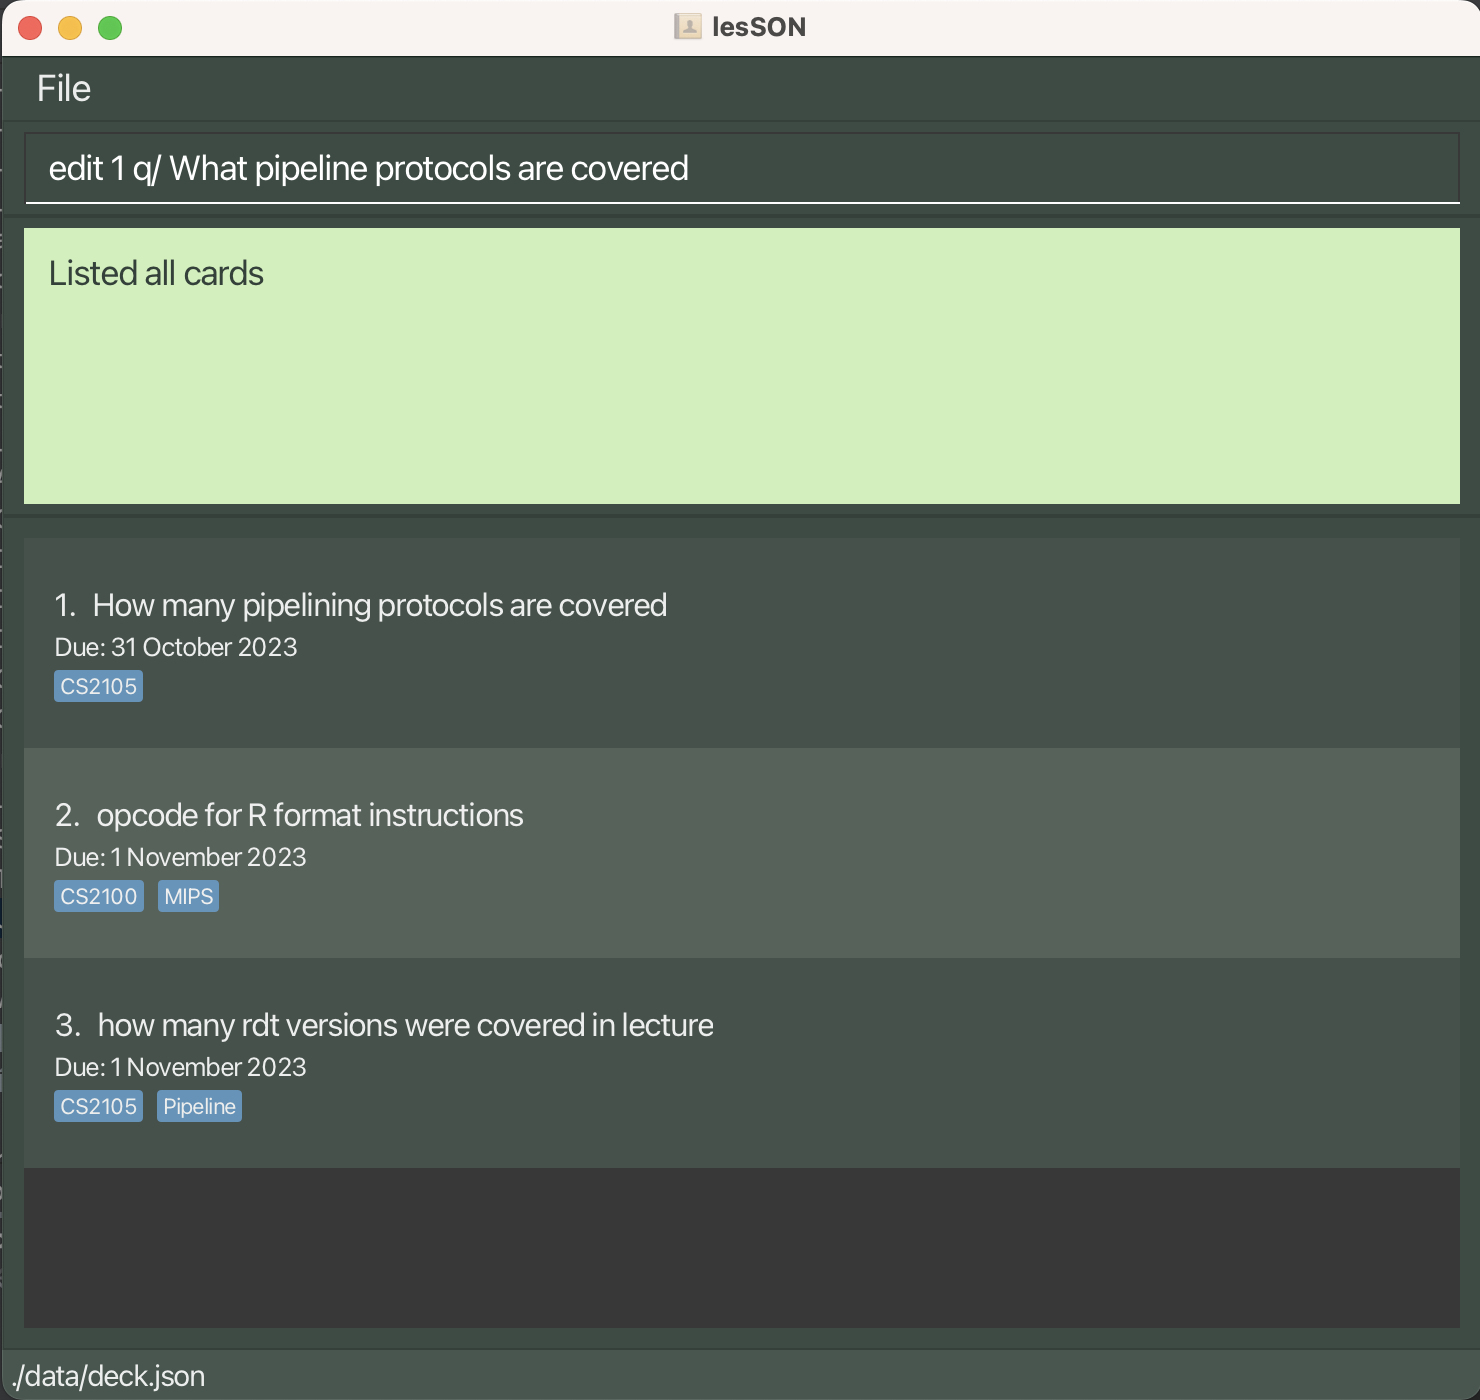 lesSON
File
edit 1 q/ What pipeline protocols are covered
Listed all cards
1. How many pipelining protocols are covered
Due: 31 October 2023
CS2105
2. opcode for R format instructions
Due: 1 November 2023
CS2100 MIPS
3. how many rdt versions were covered in lecture
Due: 1 November 2023
CS2105 Pipeline
./data/deck.json